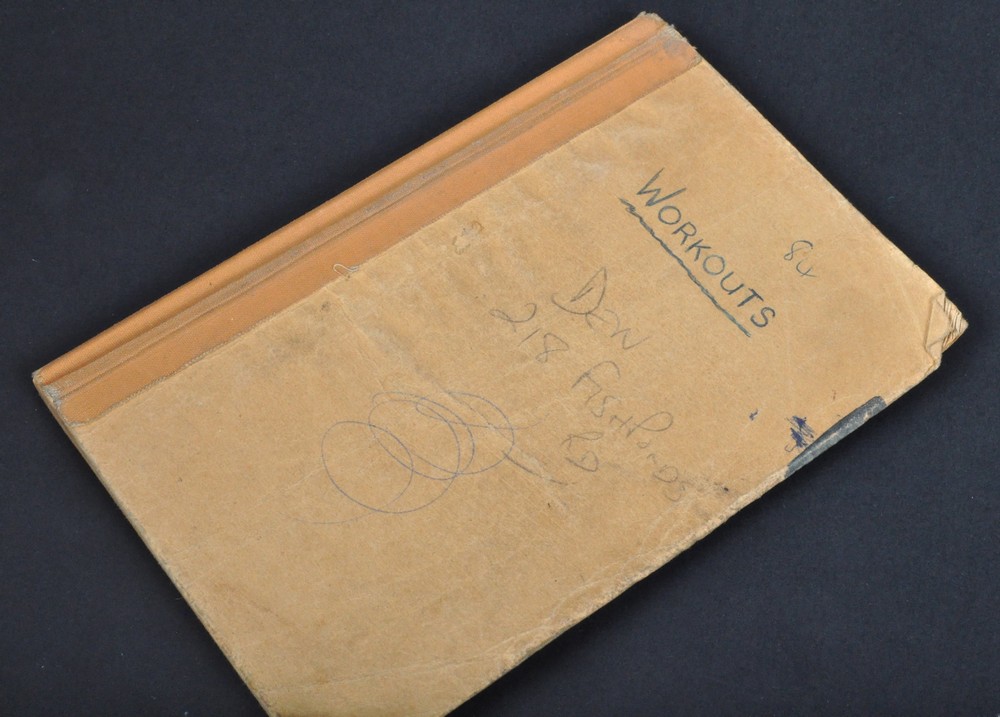 WORKOUTS
84
DEN
218 FISHPONDS
RD